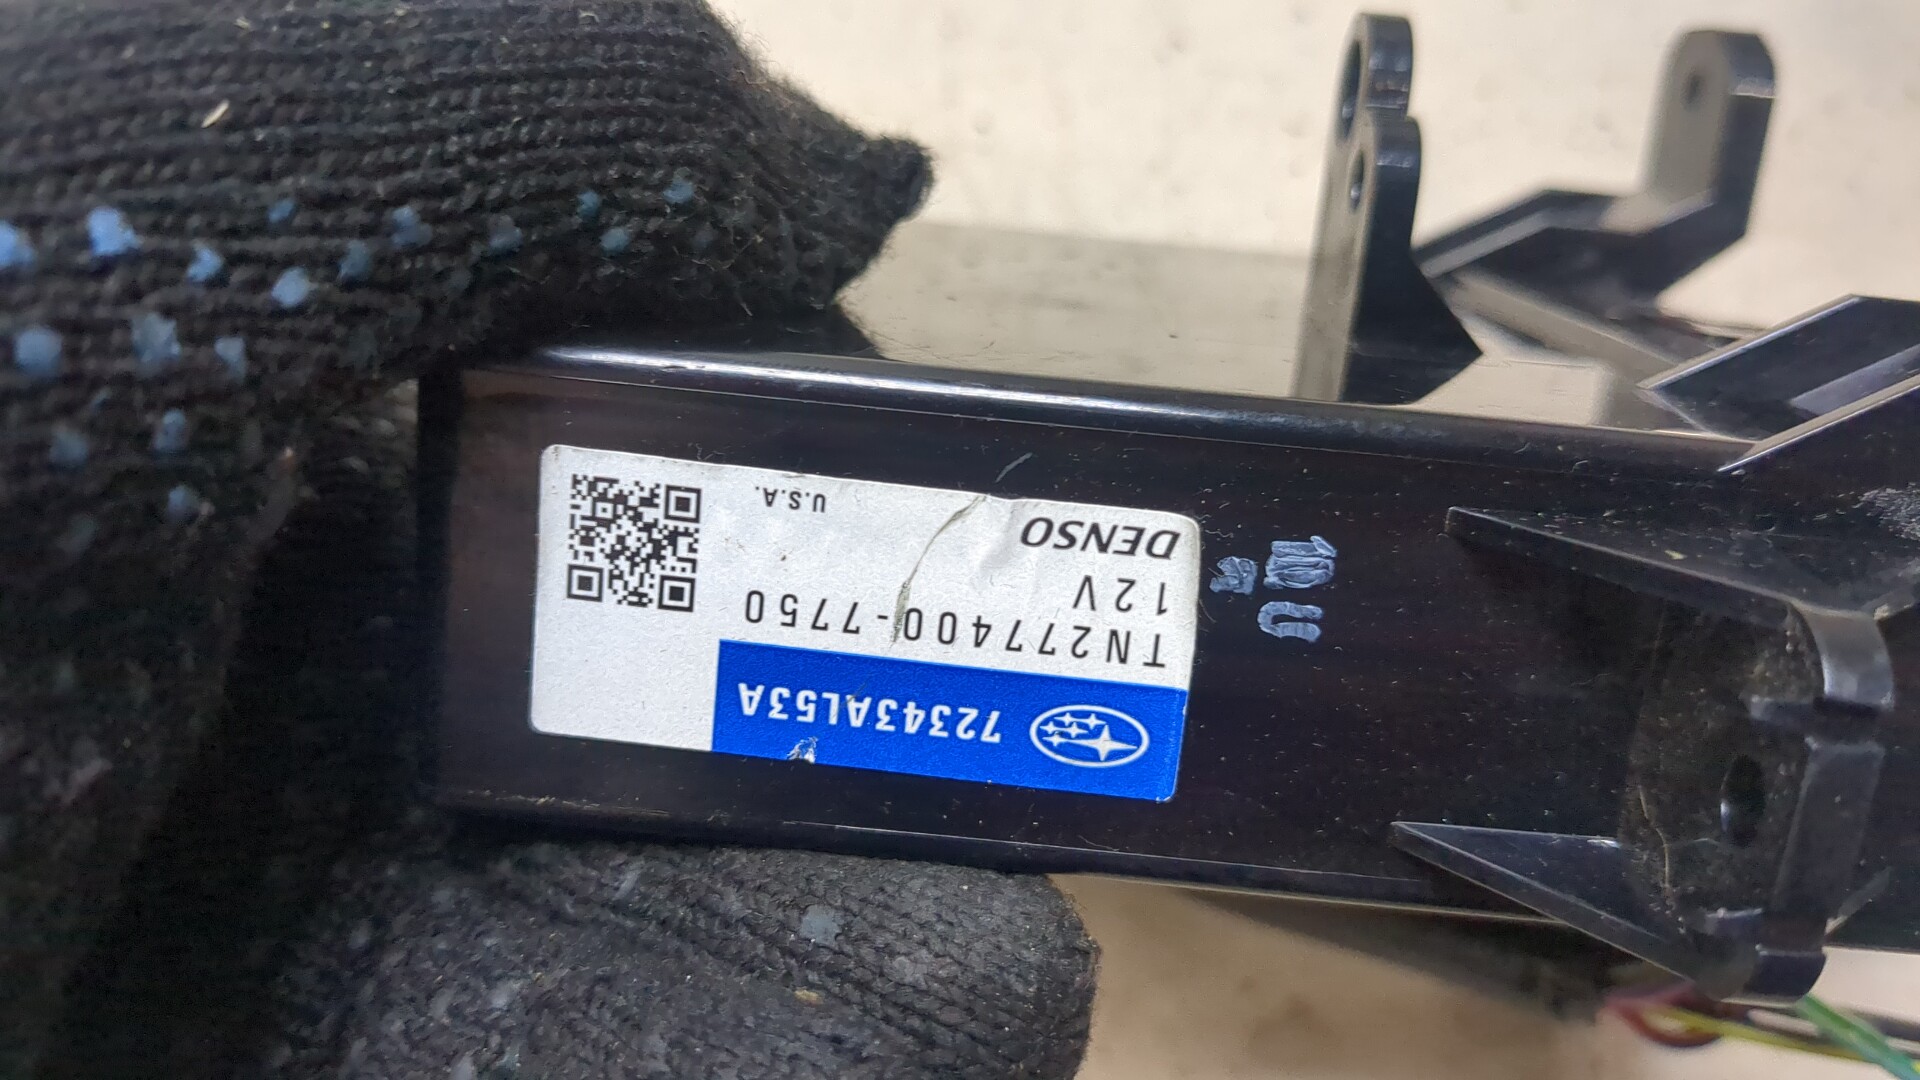 72343AL53A
TN277400-7750
12V
DENSO
U.S.A.